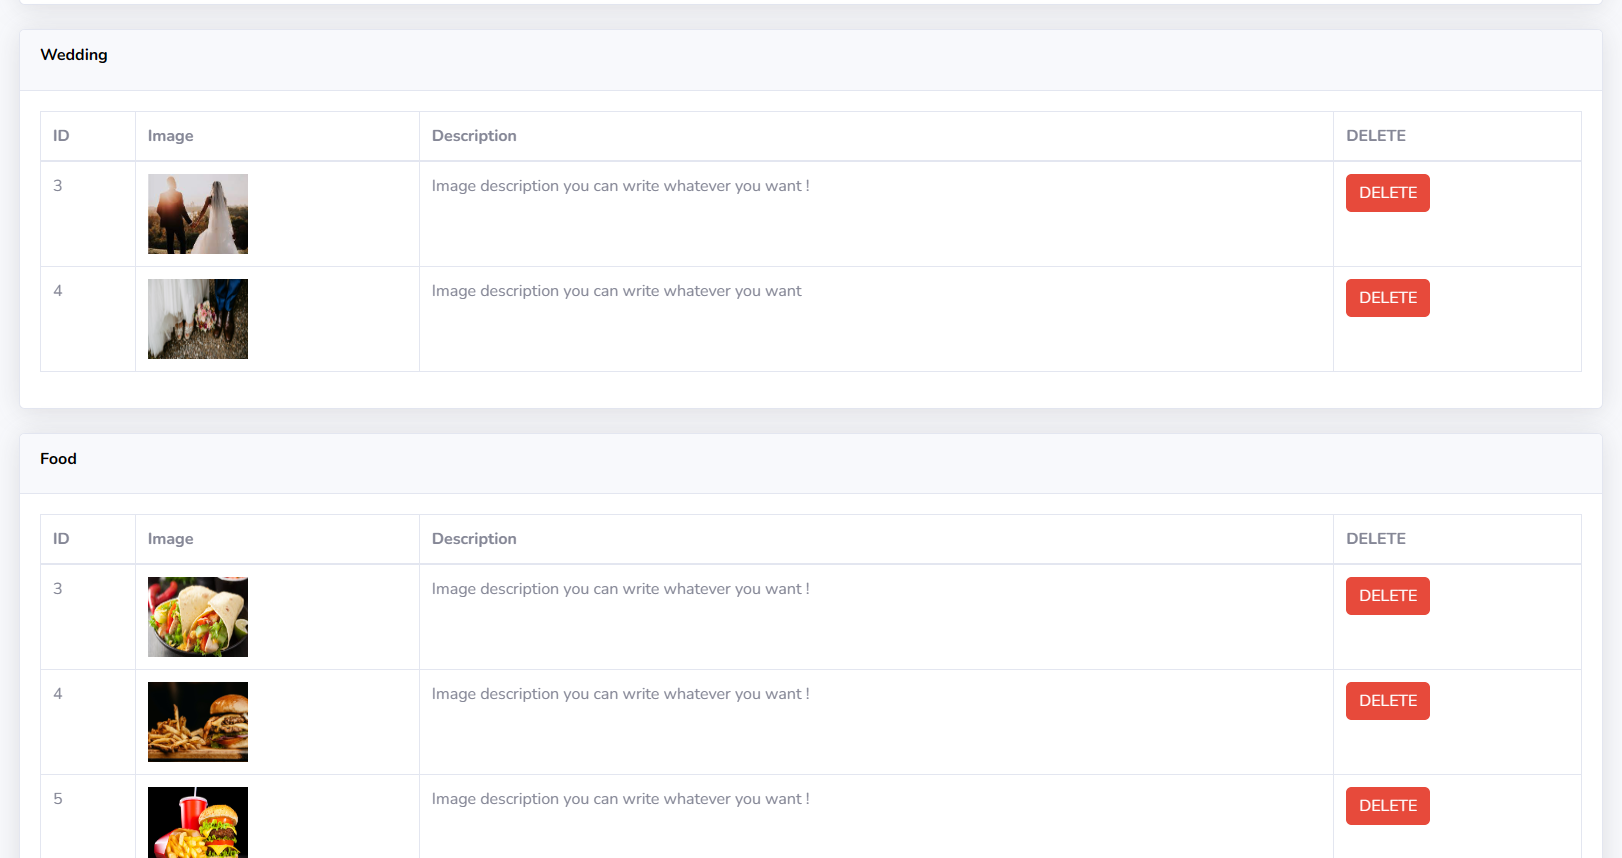 Wedding
ID Image Description DELETE
3 Image description you can write whatever you want ! DELETE
4 Image description you can write whatever you want DELETE
Food
ID Image Description DELETE
3 Image description you can write whatever you want ! DELETE
4 Image description you can write whatever you want ! DELETE
5 Image description you can write whatever you want ! DELETE